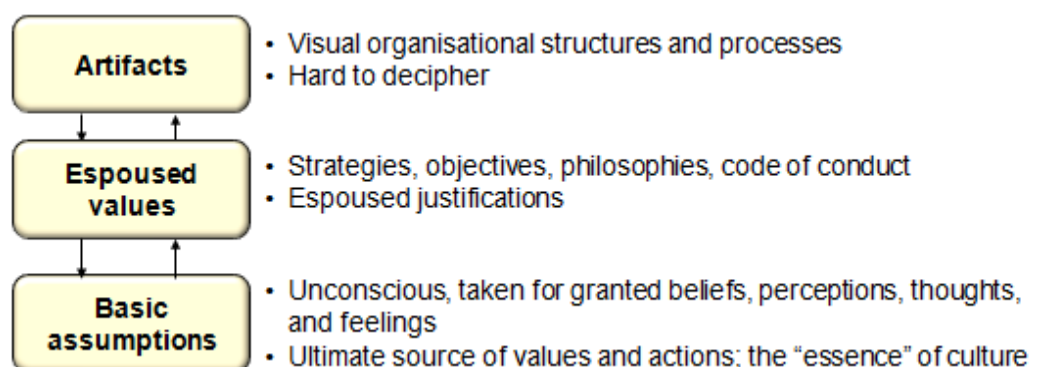 Artifacts
• Visual organisational structures and processes
• Hard to decipher
Espoused
values
• Strategies, objectives, philosophies, code of conduct
• Espoused justifications
Basic
assumptions
• Unconscious, taken for granted beliefs, perceptions, thoughts,
and feelings
• Ultimate source of values and actions; the “essence” of culture